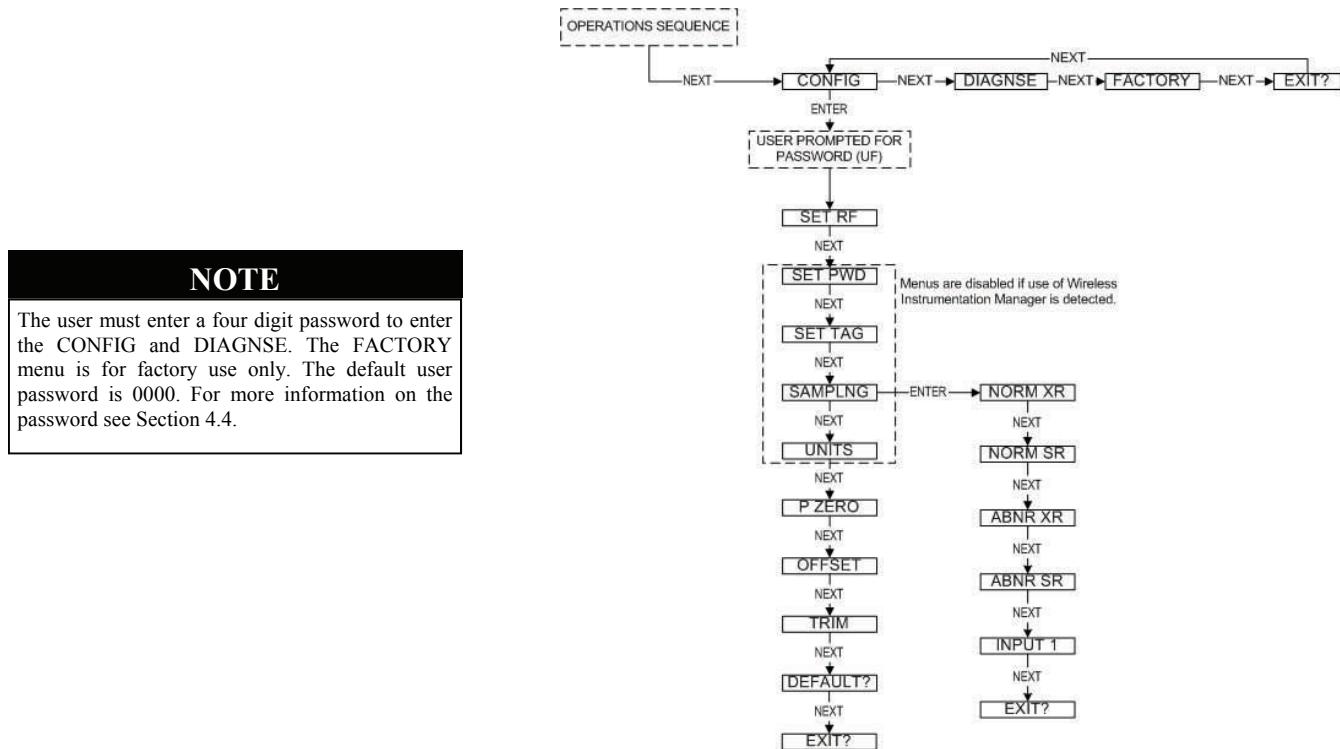 OPERATIONS SEQUENCE
NEXT
NEXT
CONFIG
NEXT
DIAGNSE
NEXT
FACTORY
NEXT
EXIT?
ENTER
USER PROMPTED FOR
PASSWORD (UF)
SET RF
NEXT
NOTE
The user must enter a four digit password to enter
the CONFIG and DIAGNSE. The FACTORY
menu is for factory use only. The default user
password is 0000. For more information on the
password see Section 4.4.
SET PWD
Menus are disabled if use of Wireless
Instrumentation Manager is detected.
NEXT
SET TAG
NEXT
SAMPLNG
ENTER
NORM XR
NEXT
NEXT
UNITS
NORM SR
NEXT
NEXT
P ZERO
ABNR XR
NEXT
NEXT
OFFSET
ABNR SR
NEXT
NEXT
TRIM
INPUT 1
NEXT
NEXT
DEFAULT?
EXIT?
NEXT
EXIT?